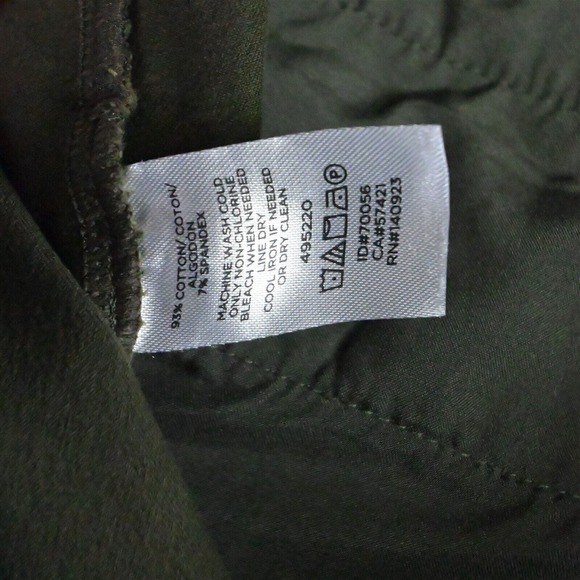 93% COTTON/ COTON/
ALGODON
7% SPANDEX
MACHINE WASH COLD
ONLY NON-CHLORINE
BLEACH WHEN NEEDED
LINE DRY
COOL IRON IF NEEDED
OR DRY CLEAN
495220
P
ID#70056
CA#57421
RN#140923